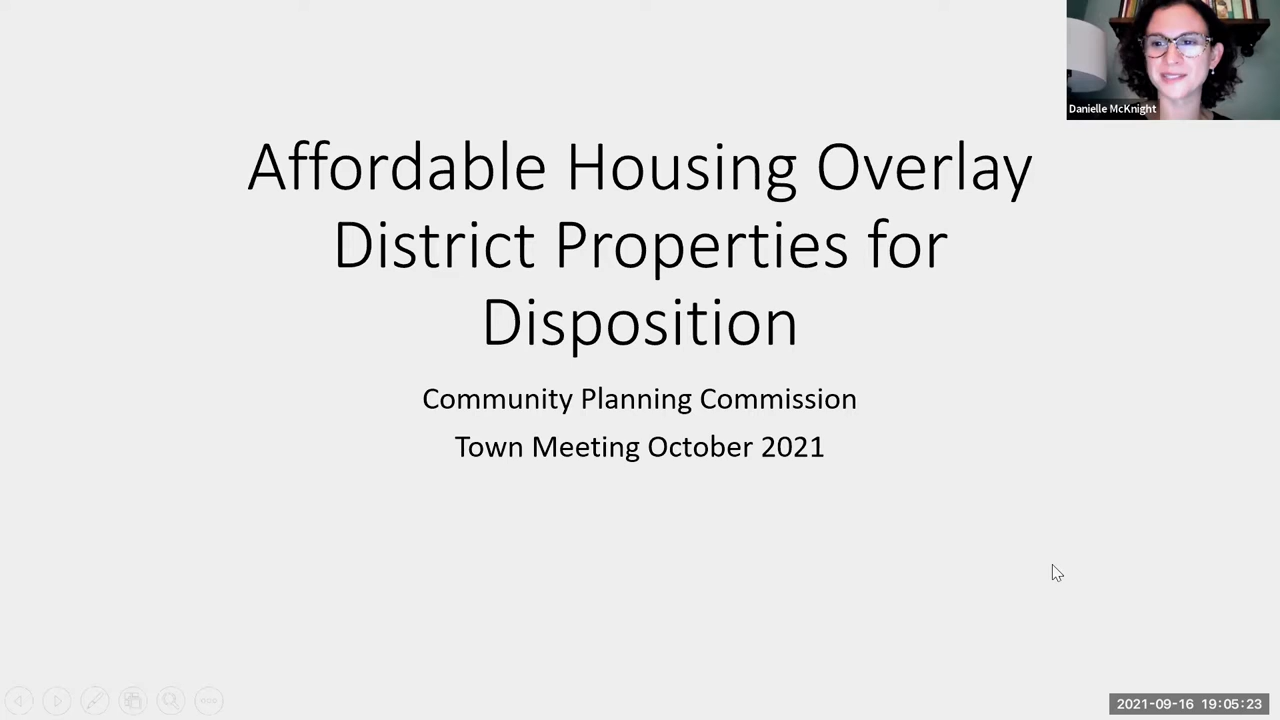 Danielle McKnight
Affordable Housing Overlay
District Properties for
Disposition
Community Planning Commission
Town Meeting October 2021
2021-09-16 19:05:23